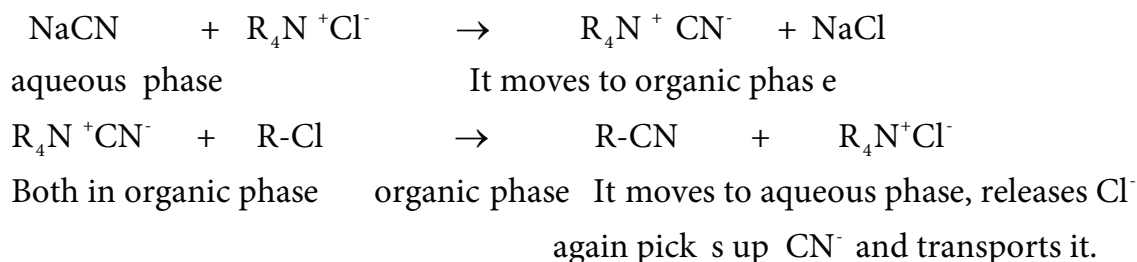 NaCN + R₄N ⁺Cl⁻ → R₄N ⁺ CN⁻ + NaCl
aqueous phase It moves to organic phas e
R₄N ⁺CN⁻ + R-Cl → R-CN + R₄N⁺Cl⁻
Both in organic phase organic phase It moves to aqueous phase, releases Cl⁻
again pick s up CN⁻ and transports it.